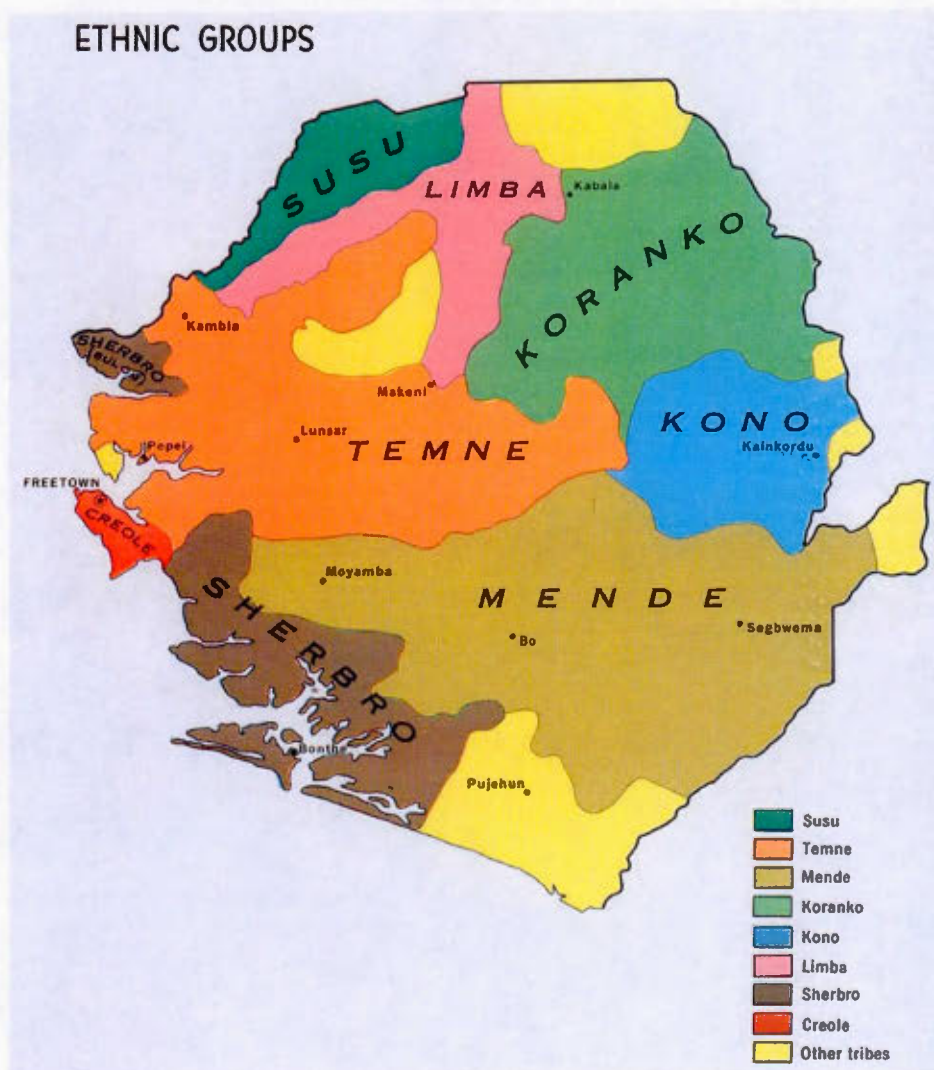 ETHNIC GROUPS
SUSU
LIMBA
Kabala
KORANKO
Kambia
SHERBRO
(BULOM)
Makeni
KONO
Lunsar
TEMNE
Kainkordu
Pepel
FREETOWN
CREOLE
Moyamba
MENDE
SHERBRO
Segbwema
Bo
Bonthe
Pujehun
Susu
Temne
Mende
Koranko
Kono
Limba
Sherbro
Creole
Other tribes